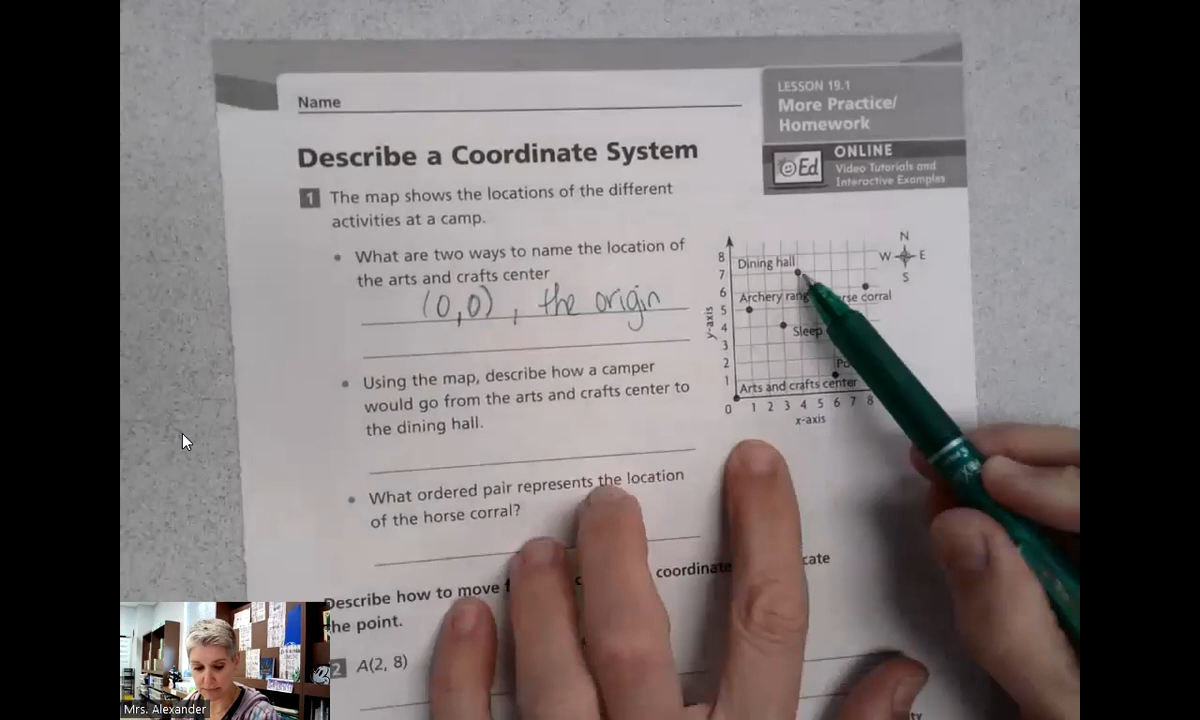 Name
LESSON 19.1
More Practice/
Homework
Ed
ONLINE
Video Tutorials and
Interactive Examples
Describe a Coordinate System
1 The map shows the locations of the different
activities at a camp.
• What are two ways to name the location of
the arts and crafts center
(0,0), the origin
• Using the map, describe how a camper
would go from the arts and crafts center to
the dining hall.
• What ordered pair represents the location
of the horse corral?
N
W E
S
8
7
6
5
4
3
2
1
0
y-axis
Dining hall
Archery
corral
Sleep
Arts and crafts center
1 2 3 4 5 6 7 8
x-axis
Describe how to move
coordinate
the point.
2 A(2, 8)
Mrs. Alexander